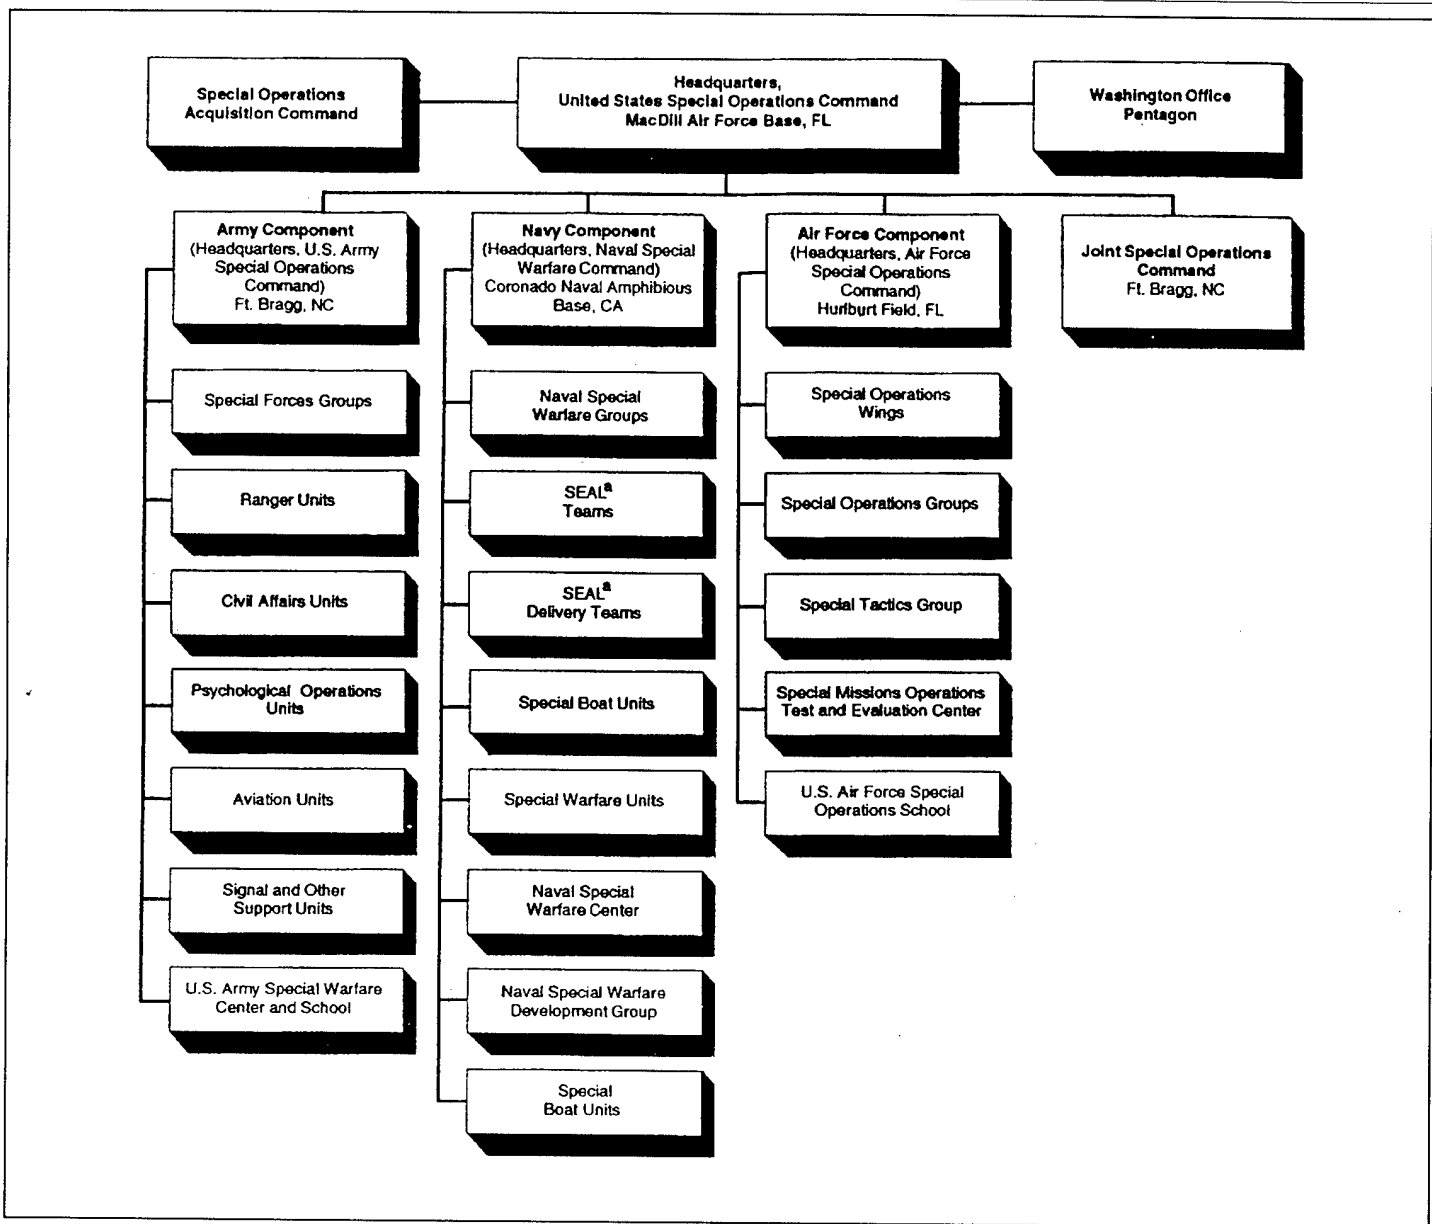 Special Operations
Acquisition Command
Headquarters,
United States Special Operations Command
MacDill Air Force Base, FL
Washington Office
Pentagon
Army Component
(Headquarters, U.S. Army
Special Operations
Command)
Ft. Bragg, NC
Navy Component
(Headquarters, Naval Special
Warfare Command)
Coronado Naval Amphibious
Base, CA
Air Force Component
(Headquarters, Air Force
Special Operations
Command)
Hurlburt Field, FL
Joint Special Operations
Command
Ft. Bragg, NC
Special Forces Groups
Ranger Units
Civil Affairs Units
Psychological Operations
Units
Aviation Units
Signal and Other
Support Units
U.S. Army Special Warfare
Center and School
Naval Special
Warfare Groups
SEALa
Teams
SEALa
Delivery Teams
Special Boat Units
Special Warfare Units
Naval Special
Warfare Center
Naval Special Warfare
Development Group
Special
Boat Units
Special Operations
Wings
Special Operations Groups
Special Tactics Group
Special Missions Operations
Test and Evaluation Center
U.S. Air Force Special
Operations School